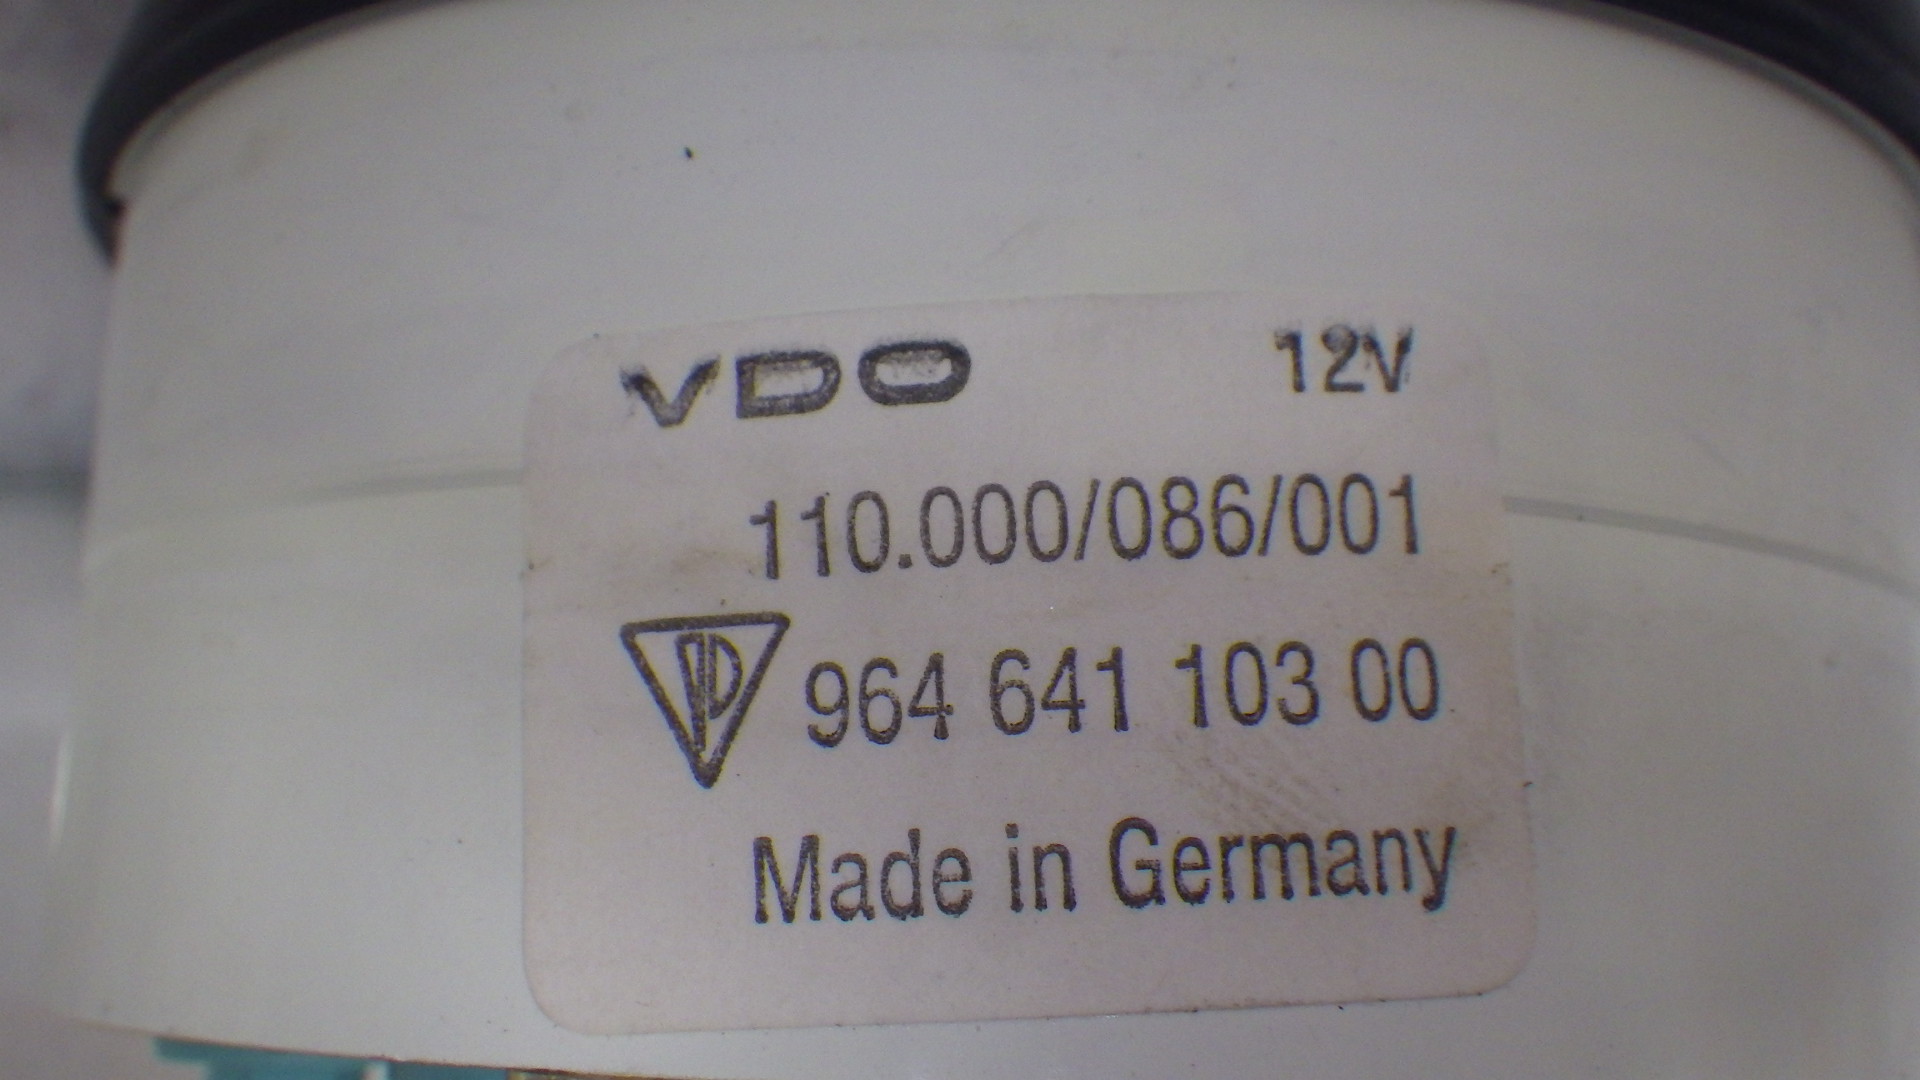 VDO 12V
110.000/086/001
964 641 103 00
Made in Germany